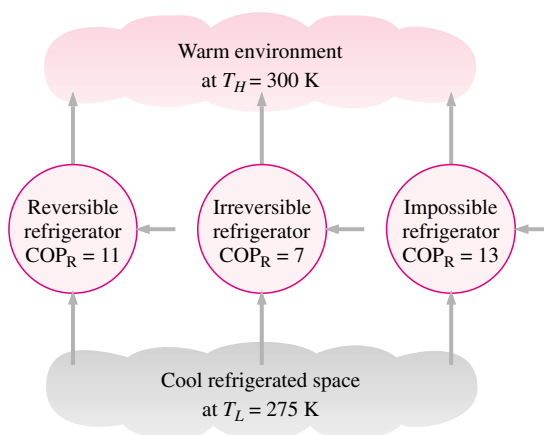 Warm environment
at T_H = 300 K
Reversible
refrigerator
COP_R = 11
Irreversible
refrigerator
COP_R = 7
Impossible
refrigerator
COP_R = 13
Cool refrigerated space
at T_L = 275 K